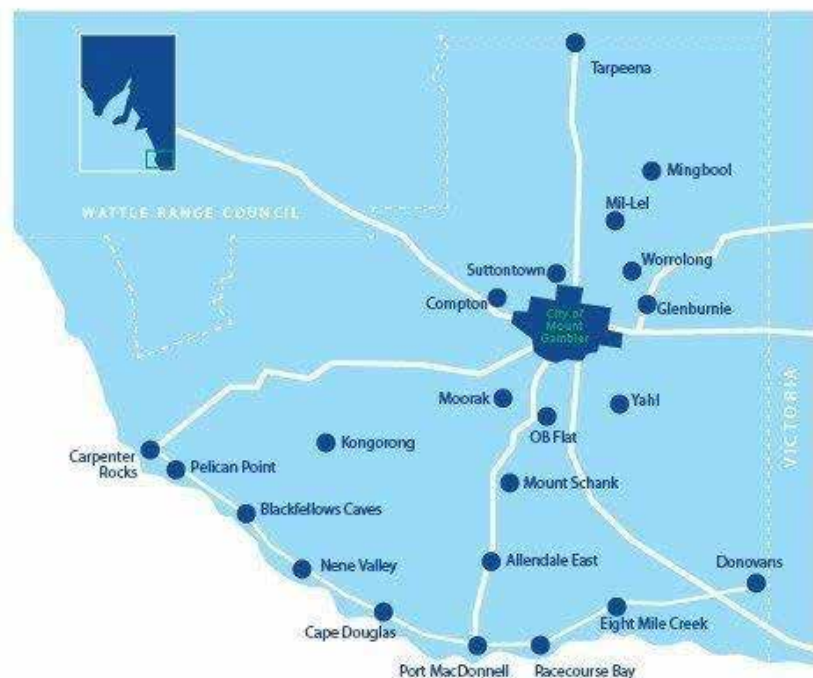 Tarpeena
Mingbool
Mil-Lel
WATTLE RANGE COUNCIL
Worrolong
Suttontown
Compton
Glenburnie
City of
Mount
Gambier
VICTORIA
Moorak
Yahl
OB Flat
Kongorong
Carpenter
Rocks
Pelican Point
Mount Schank
Blackfellows Caves
Allendale East
Donovans
Nene Valley
Eight Mile Creek
Cape Douglas
Port MacDonnell
Racecourse Bay